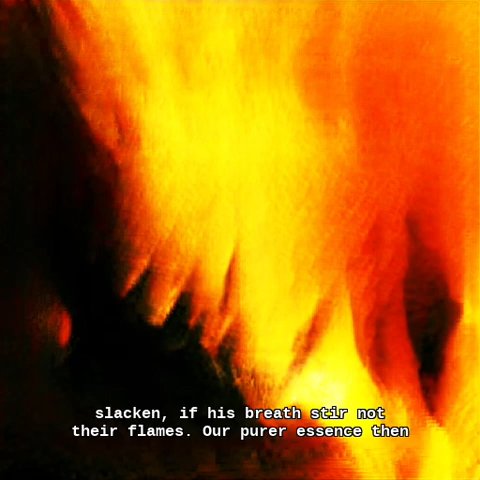 slacken, if his breath stir not
their flames. Our purer essence then